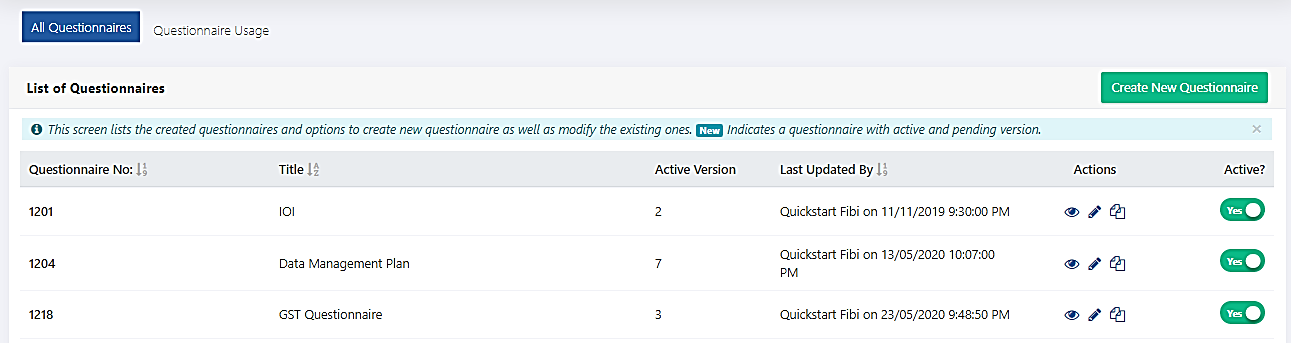 All Questionnaires Questionnaire Usage
List of Questionnaires Create New Questionnaire
This screen lists the created questionnaires and options to create new questionnaire as well as modify the existing ones. New Indicates a questionnaire with active and pending version. ×
Questionnaire No: Title Active Version Last Updated By Actions Active?
1201 IOI 2 Quickstart Fibi on 11/11/2019 9:30:00 PM Yes
1204 Data Management Plan 7 Quickstart Fibi on 13/05/2020 10:07:00 PM Yes
1218 GST Questionnaire 3 Quickstart Fibi on 23/05/2020 9:48:50 PM Yes